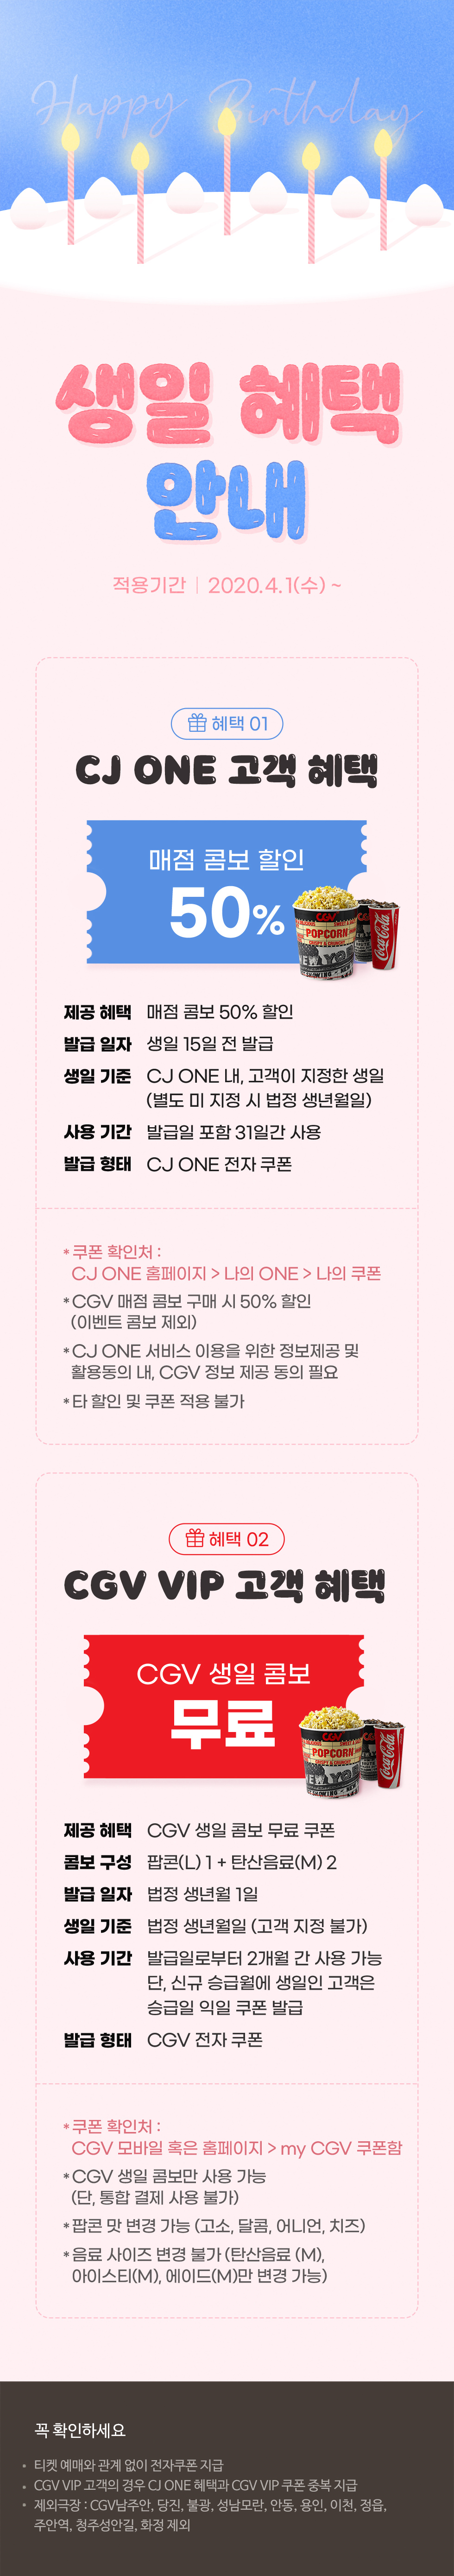 Happy Birthday
생일 혜택
안내
적용기간 | 2020.4.1(수) ~
혜택 01
CJ ONE 고객 혜택
매점 콤보 할인
50%
CGV
POPCORN
Coca-Cola
제공 혜택 매점 콤보 50% 할인
발급 일자 생일 15일 전 발급
생일 기준 CJ ONE 내, 고객이 지정한 생일
(별도 미 지정 시 법정 생년월일)
사용 기간 발급일 포함 31일간 사용
발급 형태 CJ ONE 전자 쿠폰
* 쿠폰 확인처 :
CJ ONE 홈페이지 > 나의 ONE > 나의 쿠폰
* CGV 매점 콤보 구매 시 50% 할인
(이벤트 콤보 제외)
* CJ ONE 서비스 이용을 위한 정보제공 및
활용동의 내, CGV 정보 제공 동의 필요
* 타 할인 및 쿠폰 적용 불가
혜택 02
CGV VIP 고객 혜택
CGV 생일 콤보
무료
CGV
POPCORN
Coca-Cola
제공 혜택 CGV 생일 콤보 무료 쿠폰
콤보 구성 팝콘(L) 1 + 탄산음료(M) 2
발급 일자 법정 생년월 1일
생일 기준 법정 생년월일 (고객 지정 불가)
사용 기간 발급일로부터 2개월 간 사용 가능
단, 신규 승급월에 생일인 고객은
승급일 익일 쿠폰 발급
발급 형태 CGV 전자 쿠폰
* 쿠폰 확인처 :
CGV 모바일 혹은 홈페이지 > my CGV 쿠폰함
* CGV 생일 콤보만 사용 가능
(단, 통합 결제 사용 불가)
* 팝콘 맛 변경 가능 (고소, 달콤, 어니언, 치즈)
* 음료 사이즈 변경 불가 (탄산음료 (M),
아이스티(M), 에이드(M)만 변경 가능)
꼭 확인하세요
• 티켓 예매와 관계 없이 전자쿠폰 지급
• CGV VIP 고객의 경우 CJ ONE 혜택과 CGV VIP 쿠폰 중복 지급
• 제외극장 : CGV남주안, 당진, 불광, 성남모란, 안동, 용인, 이천, 정읍,
주안역, 청주성안길, 화정 제외